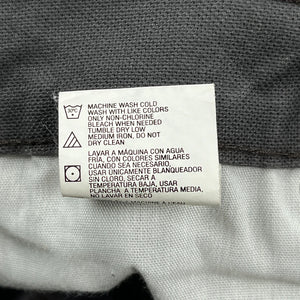 30°C
MACHINE WASH COLD
WASH WITH LIKE COLORS
ONLY NON-CHLORINE
BLEACH WHEN NEEDED
TUMBLE DRY LOW
MEDIUM IRON, DO NOT
DRY CLEAN
LAVAR A MÁQUINA CON AGUA
FRÍA, CON COLORES SIMILARES
CUANDO SEA NECESARIO,
USAR UNICAMENTE BLANQUEADOR
SIN CLORO, SECAR A
TEMPERATURA BAJA, USAR
PLANCHA A TEMPERATURA MEDIA,
NO LAVAR EN SECO